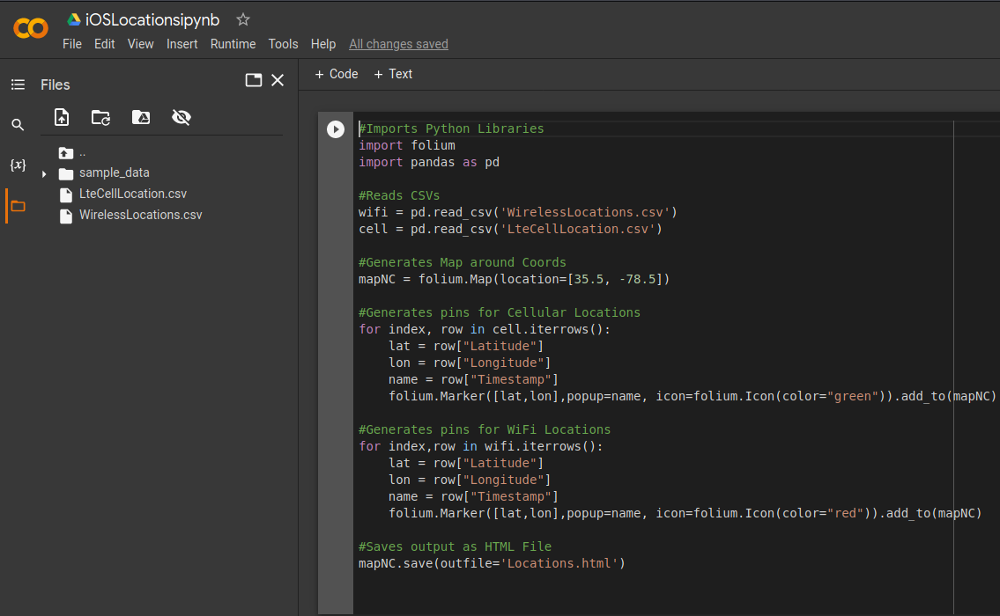 iOSLocationsipynb
File Edit View Insert Runtime Tools Help All changes saved
Files
+ Code + Text
{x}
..
sample_data
LteCellLocation.csv
WirelessLocations.csv
#Imports Python Libraries
import folium
import pandas as pd
#Reads CSVs
wifi = pd.read_csv('WirelessLocations.csv')
cell = pd.read_csv('LteCellLocation.csv')
#Generates Map around Coords
mapNC = folium.Map(location=[35.5, -78.5])
#Generates pins for Cellular Locations
for index, row in cell.iterrows():
    lat = row["Latitude"]
    lon = row["Longitude"]
    name = row["Timestamp"]
    folium.Marker([lat,lon],popup=name, icon=folium.Icon(color="green")).add_to(mapNC)
#Generates pins for WiFi Locations
for index,row in wifi.iterrows():
    lat = row["Latitude"]
    lon = row["Longitude"]
    name = row["Timestamp"]
    folium.Marker([lat,lon],popup=name, icon=folium.Icon(color="red")).add_to(mapNC)
#Saves output as HTML File
mapNC.save(outfile='Locations.html')